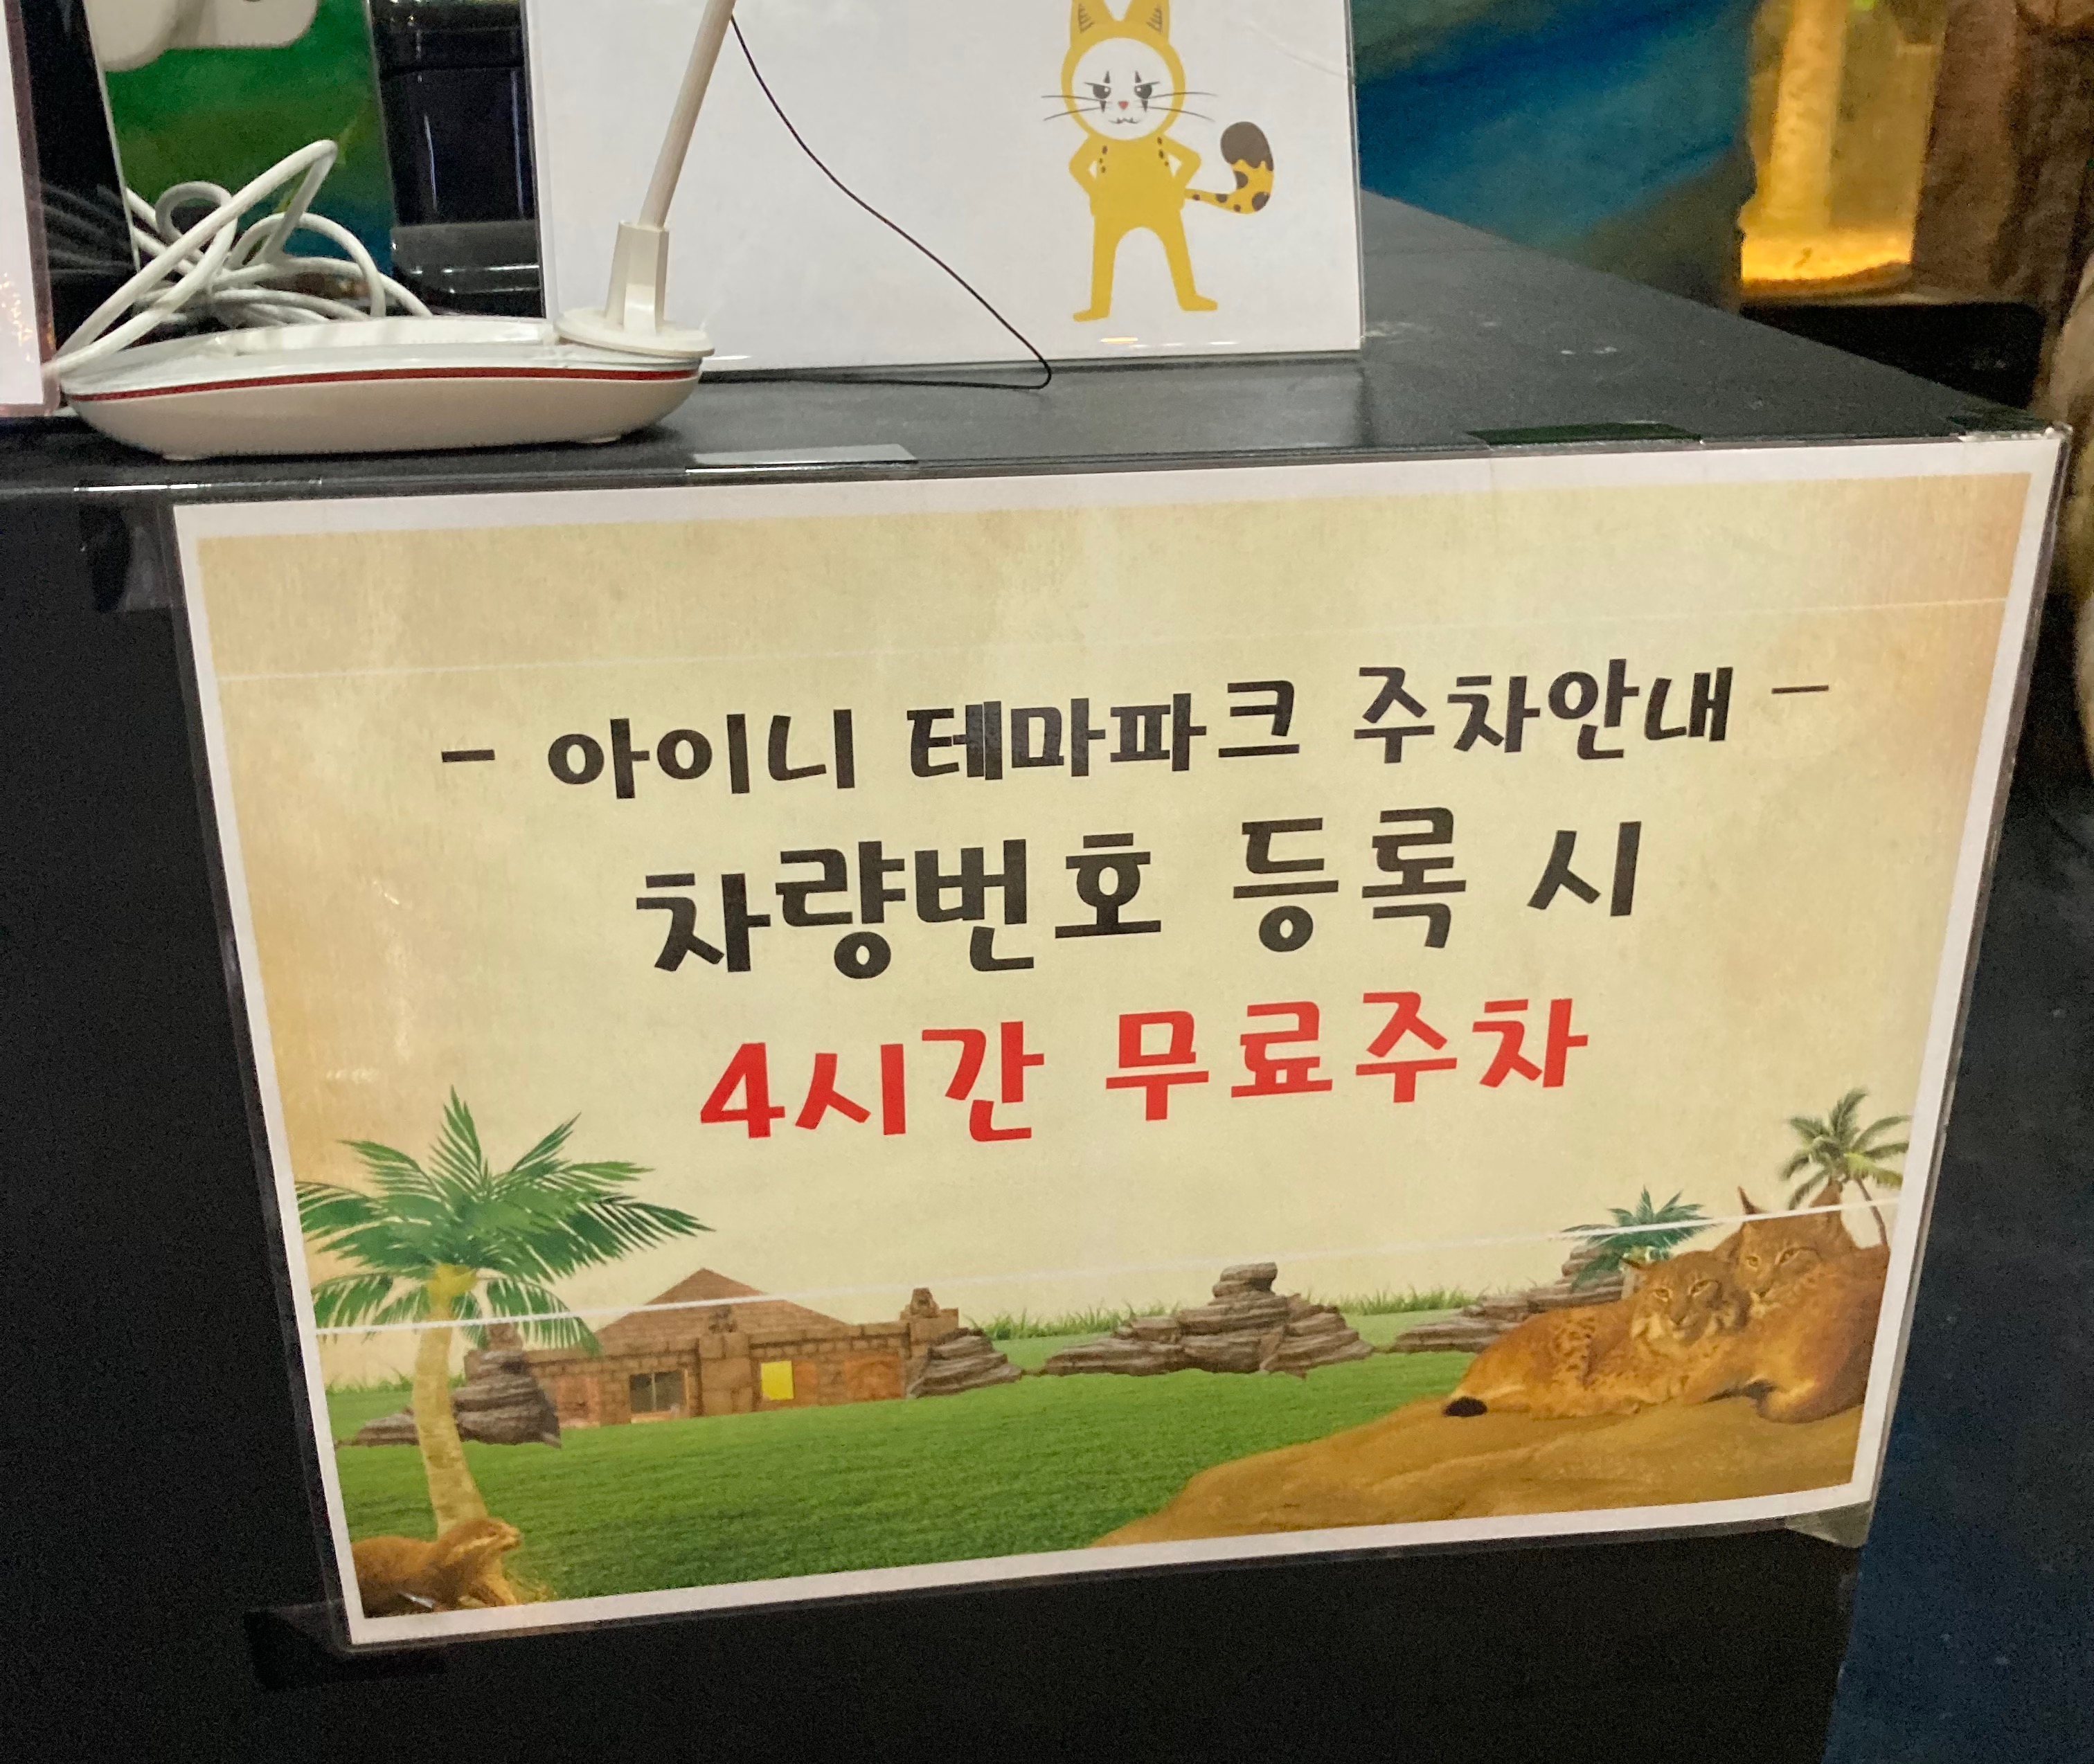 - 아이니 테마파크 주차안내 -
차량번호 등록 시
4시간 무료주차